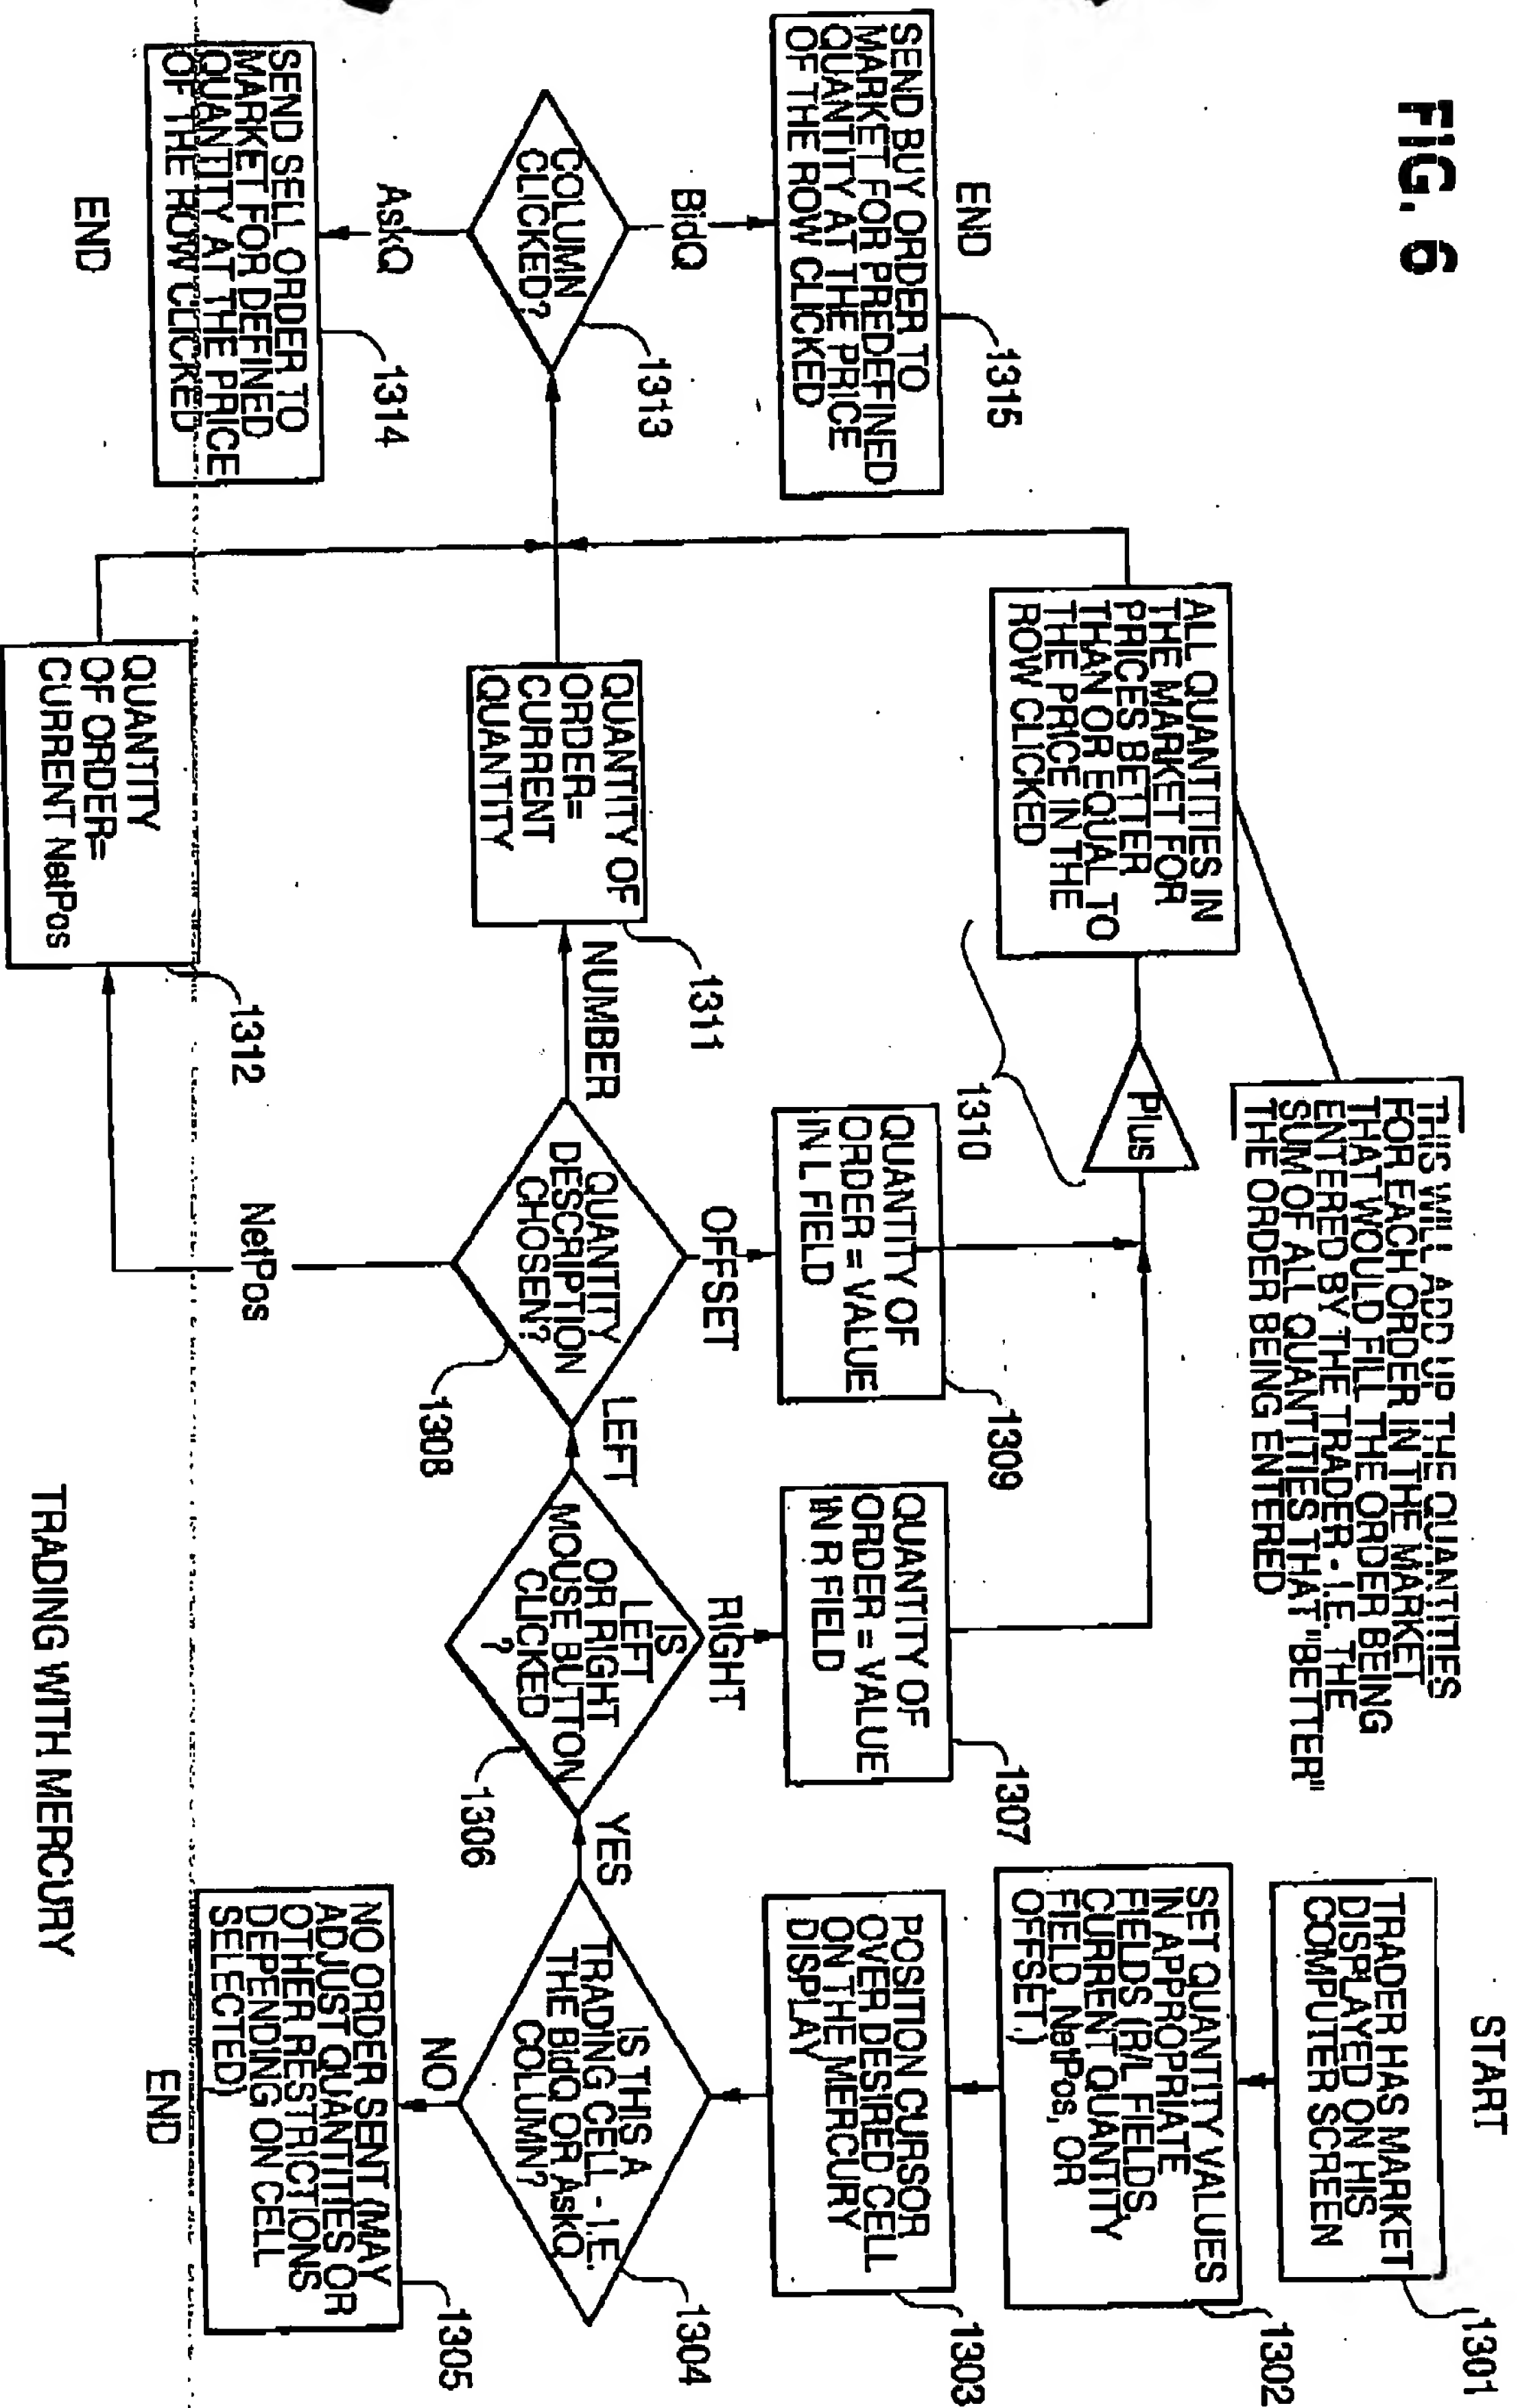 FIG. 6
START
TRADER HAS MARKET
DISPLAYED ON HIS
COMPUTER SCREEN
1301
SET QUANTITY VALUES
IN APPROPRIATE
FIELDS (R/L FIELDS,
CURRENT QUANTITY
FIELD, NetPos, OR
OFFSET,)
1302
POSITION CURSOR
OVER DESIRED CELL
ON THE MERCURY
DISPLAY
1303
IS THIS A
TRADING CELL - I.E.
THE BidQ OR AskQ
COLUMN?
1304
NO
NO ORDER SENT (MAY
ADJUST QUANTITIES OR
OTHER RESTRICTIONS
DEPENDING ON CELL
SELECTED)
1305
END
YES
IS
LEFT
OR RIGHT
MOUSE BUTTON
CLICKED
?
1306
RIGHT
QUANTITY OF
ORDER = VALUE
IN R FIELD
1307
LEFT
QUANTITY
DESCRIPTION
CHOSEN?
1308
OFFSET
QUANTITY OF
ORDER = VALUE
IN L FIELD
1309
Plus
1310
ALL QUANTITIES IN
THE MARKET FOR
PRICES BETTER
THAN OR EQUAL TO
THE PRICE IN THE
ROW CLICKED
THIS WILL ADD UP THE QUANTITIES
FOR EACH ORDER IN THE MARKET
THAT WOULD FILL THE ORDER BEING
ENTERED BY THE TRADER - I.E. THE
SUM OF ALL QUANTITIES THAT "BETTER"
THE ORDER BEING ENTERED
NUMBER
QUANTITY OF
ORDER=
CURRENT
QUANTITY
1311
NetPos
QUANTITY
OF ORDER=
CURRENT NetPos
1312
COLUMN
CLICKED?
1313
BidQ
SEND BUY ORDER TO
MARKET FOR PREDEFINED
QUANTITY AT THE PRICE
OF THE ROW CLICKED
1315
END
AskQ
SEND SELL ORDER TO
MARKET FOR DEFINED
QUANTITY AT THE PRICE
OF THE ROW CLICKED
1314
END
TRADING WITH MERCURY